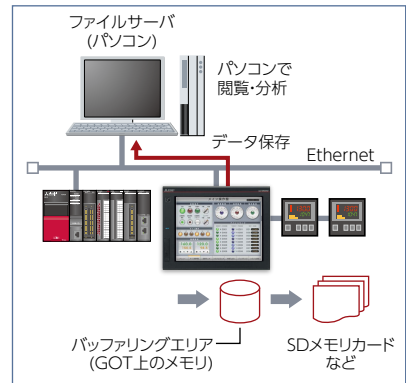 ファイルサーバ
(パソコン)
パソコンで
閲覧・分析
データ保存
Ethernet
バッファリングエリア
(GOT上のメモリ)
SDメモリカード
など